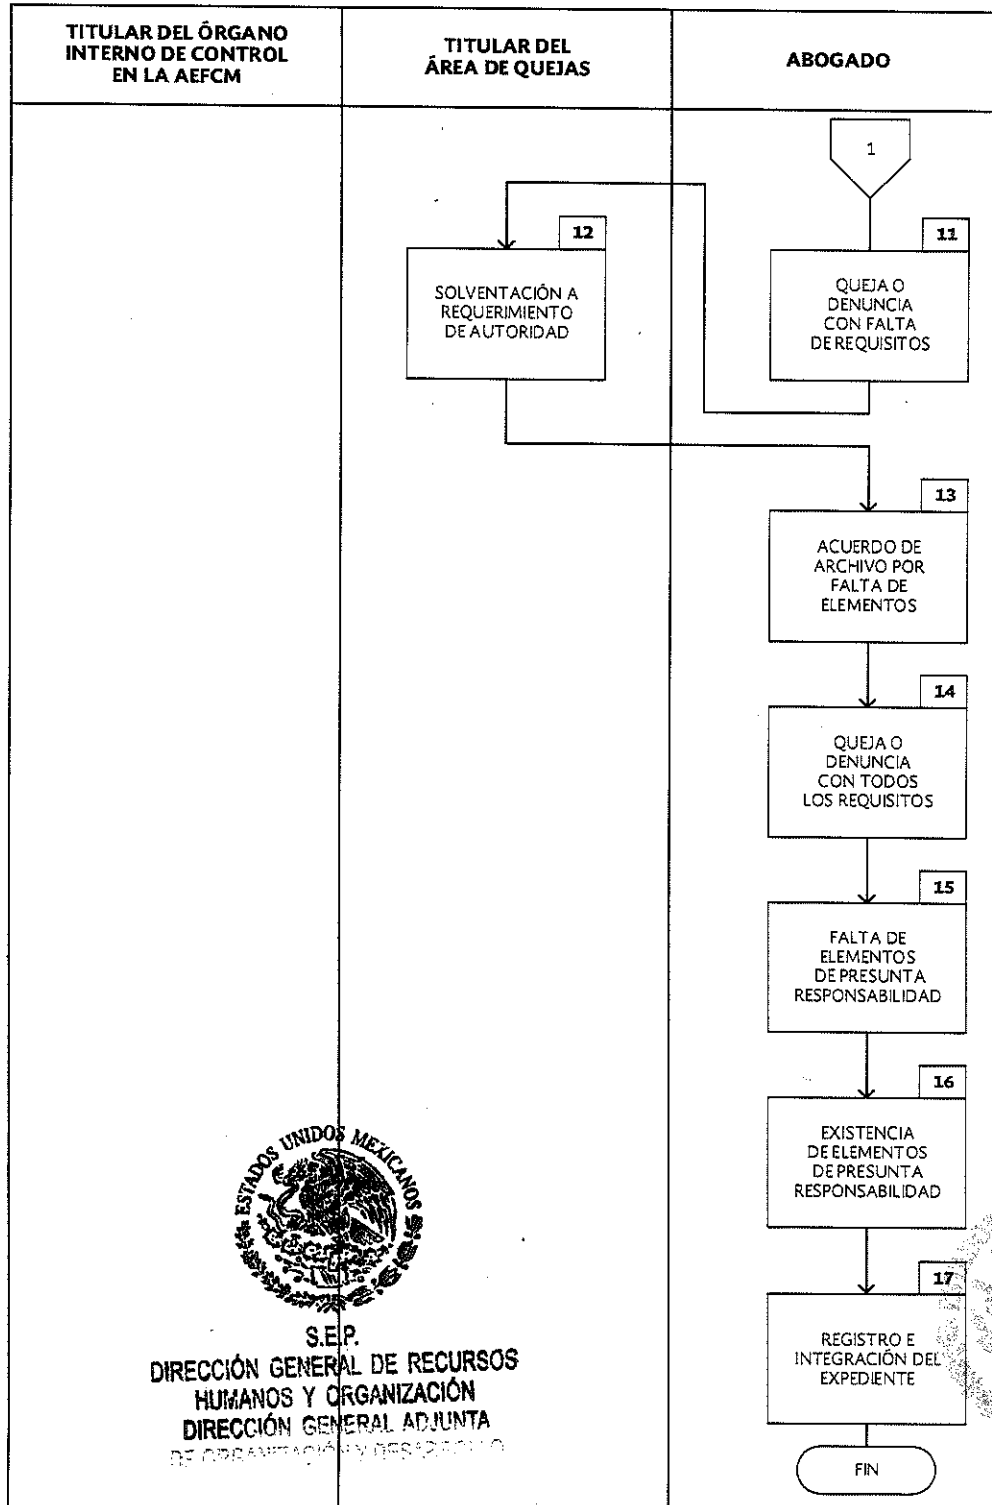 TITULAR DEL ÓRGANO
INTERNO DE CONTROL
EN LA AEFCM
TITULAR DEL
ÁREA DE QUEJAS
ABOGADO
1
11
QUEJA O
DENUNCIA
CON FALTA
DE REQUISITOS
12
SOLVENTACIÓN A
REQUERIMIENTO
DE AUTORIDAD
13
ACUERDO DE
ARCHIVO POR
FALTA DE
ELEMENTOS
14
QUEJA O
DENUNCIA
CON TODOS
LOS REQUISITOS
15
FALTA DE
ELEMENTOS
DE PRESUNTA
RESPONSABILIDAD
16
EXISTENCIA
DE ELEMENTOS
DE PRESUNTA
RESPONSABILIDAD
17
REGISTRO E
INTEGRACIÓN DEL
EXPEDIENTE
FIN
ESTADOS UNIDOS MEXICANOS
S.E.P.
DIRECCIÓN GENERAL DE RECURSOS
HUMANOS Y ORGANIZACIÓN
DIRECCIÓN GENERAL ADJUNTA
DE ORGANIZACIÓN Y DESARROLLO